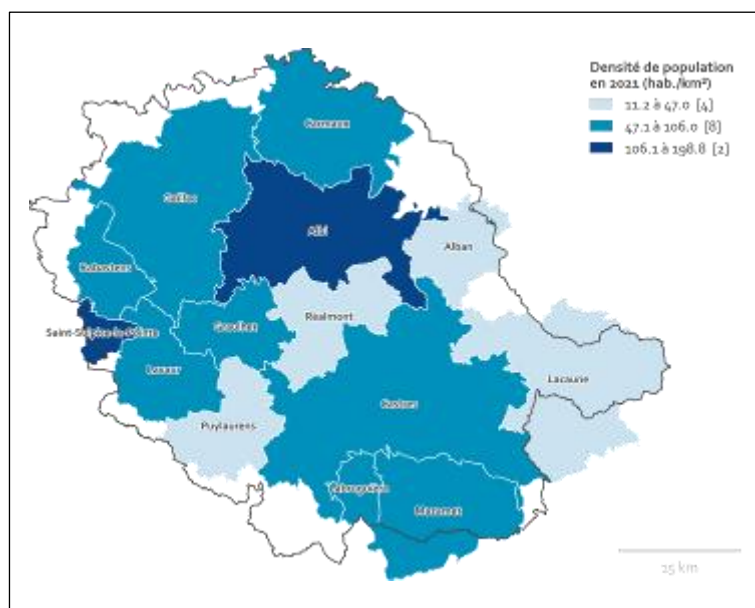 Densité de population
en 2021 (hab./km²)
11.2 à 47.0 [4]
47.1 à 106.0 [8]
106.1 à 198.8 [2]
Carmaux
Gaillac
Albi
Alban
Rabastens
Saint-Sulpice-la-Pointe
Graulhet
Réalmont
Lavaur
Lacaune
Castres
Puylaurens
Labruguière
Mazamet
25 km